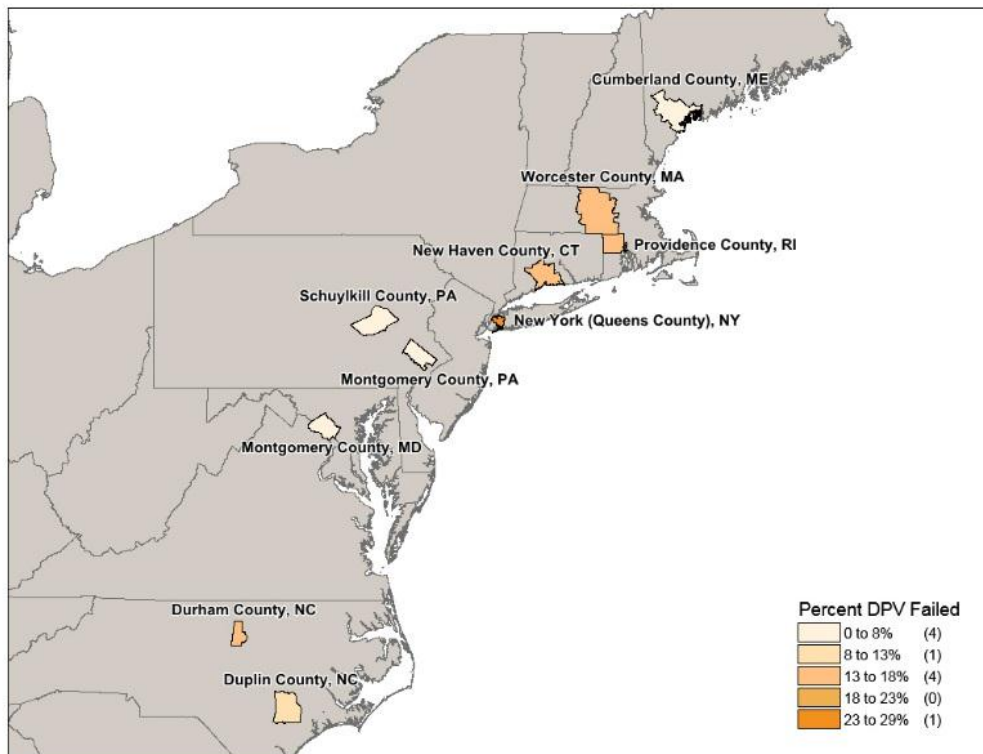 Cumberland County, ME
Worcester County, MA
Providence County, RI
New Haven County, CT
Schuylkill County, PA
New York (Queens County), NY
Montgomery County, PA
Montgomery County, MD
Durham County, NC
Duplin County, NC
Percent DPV Failed
0 to 8% (4)
8 to 13% (1)
13 to 18% (4)
18 to 23% (0)
23 to 29% (1)